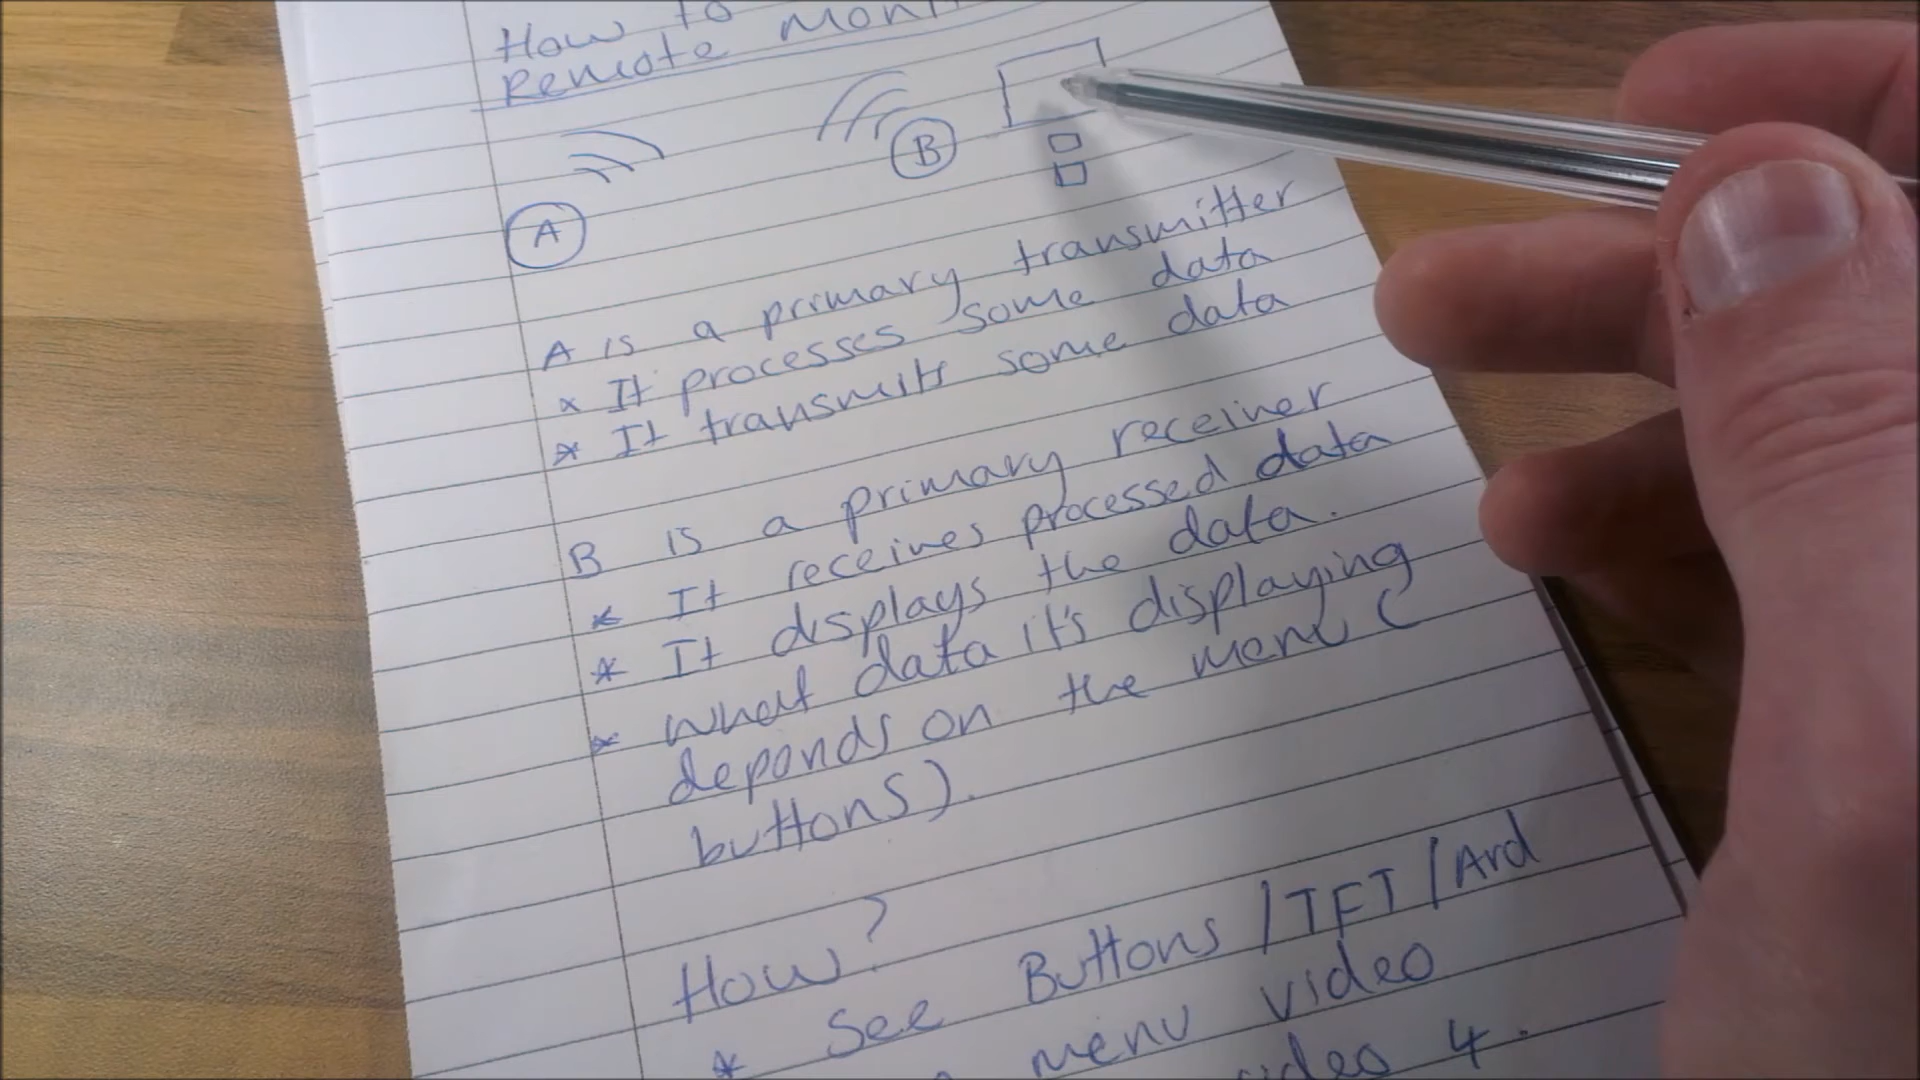 How to
Remote Mon
A
B
A is a primary transmitter
* It processes some data
* It transmits some data
B is a primary receiver
* It receives processed data
* It displays the data.
* What data it's displaying
depends on the menu (
buttons).
How?
* See Buttons/TFT/Ard
menu video
video 4.